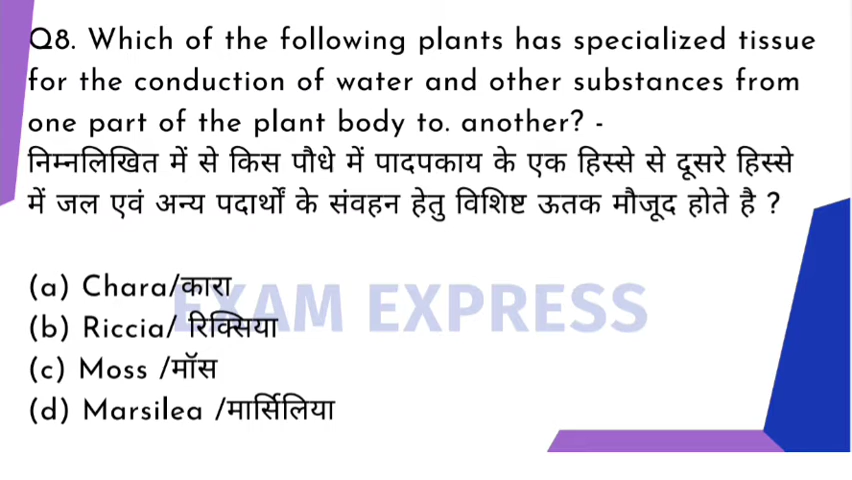 Q8. Which of the following plants has specialized tissue
for the conduction of water and other substances from
one part of the plant body to. another? -
निम्नलिखित में से किस पौधे में पादपकाय के एक हिस्से से दूसरे हिस्से
में जल एवं अन्य पदार्थों के संवहन हेतु विशिष्ट ऊतक मौजूद होते है ?
(a) Chara/कारा
(b) Riccia/ रिक्सिया
(c) Moss /मॉस
(d) Marsilea /मार्सिलिया
EXAM EXPRESS